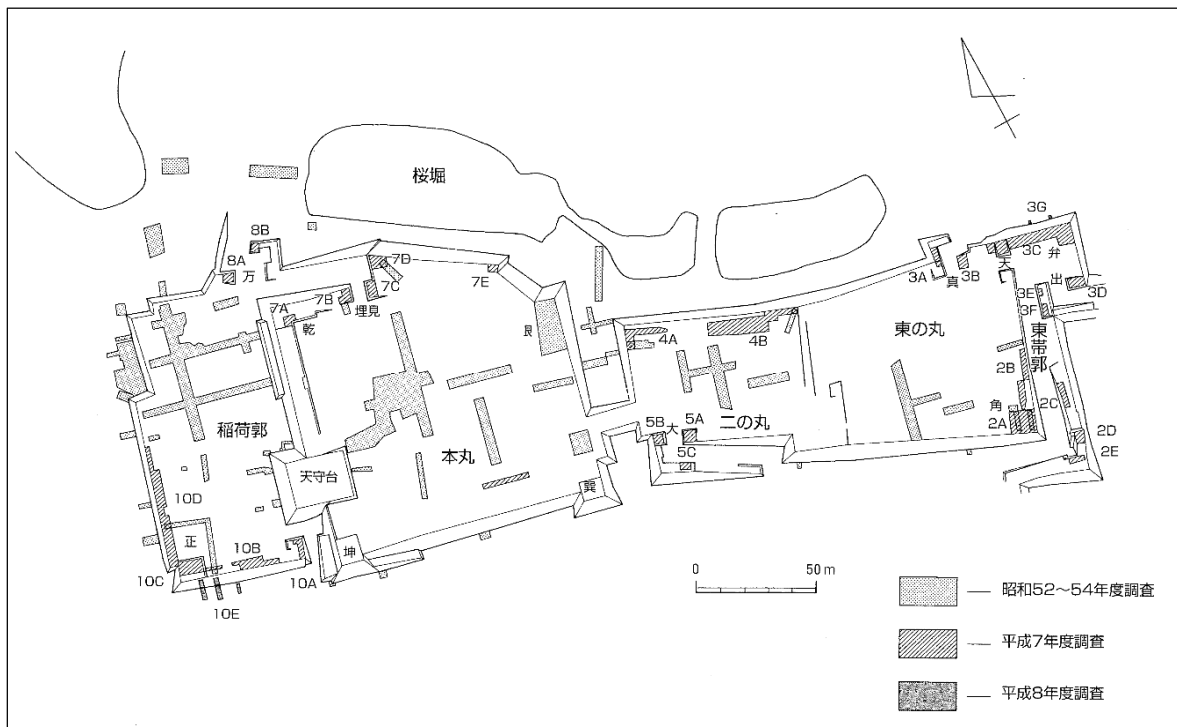 桜堀
8B
8A
万
7D
7C
7E
7B
7A
埋見
乾
艮
稲荷郭
天守台
本丸
巽
坤
正
10D
10B
10C
10A
10E
4A
4B
二の丸
5B
大
5A
5C
東の丸
3G
3A
真
3B
天
3C
弁
出
3D
3E
3F
東帯郭
2B
2C
角
2A
2D
2E
0
50m
昭和52~54年度調査
平成7年度調査
平成8年度調査